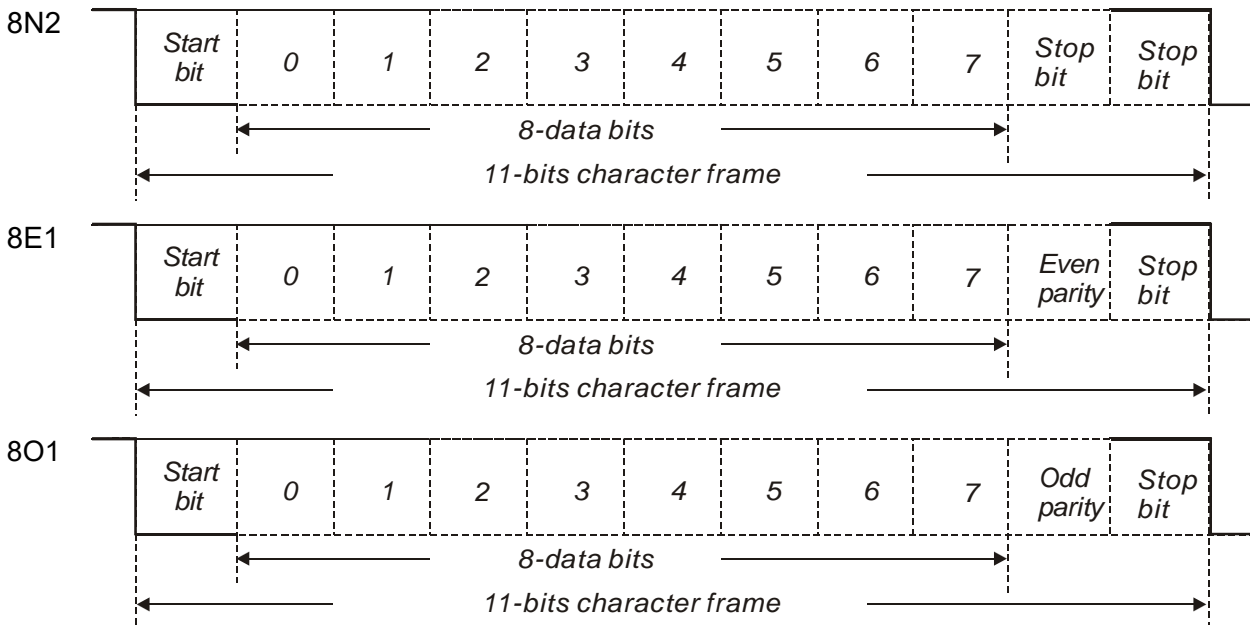 8N2
Start bit 0 1 2 3 4 5 6 7 Stop bit Stop bit
8-data bits
11-bits character frame
8E1
Start bit 0 1 2 3 4 5 6 7 Even parity Stop bit
8-data bits
11-bits character frame
8O1
Start bit 0 1 2 3 4 5 6 7 Odd parity Stop bit
8-data bits
11-bits character frame